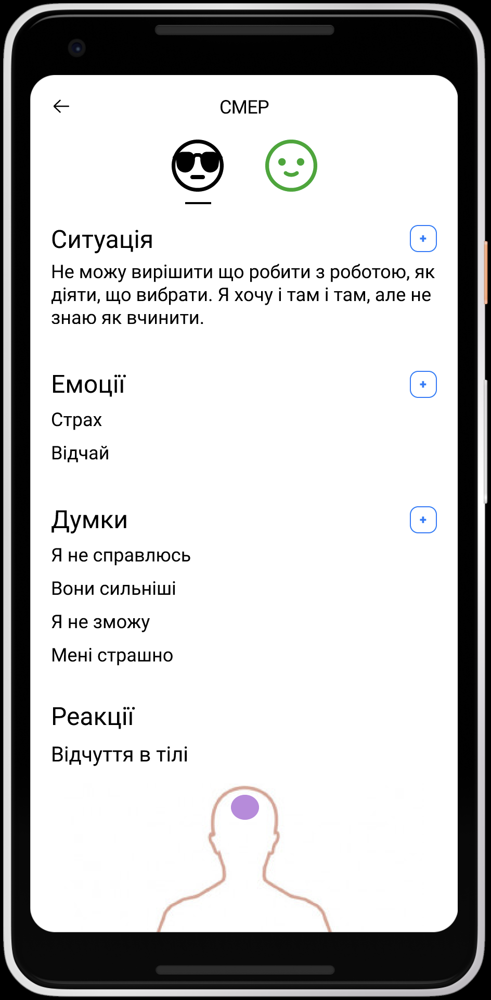 СМЕР
Ситуація
Не можу вирішити що робити з роботою, як
діяти, що вибрати. Я хочу і там і там, але не
знаю як вчинити.
Емоції
Страх
Відчай
Думки
Я не справлюсь
Вони сильніші
Я не зможу
Мені страшно
Реакції
Відчуття в тілі